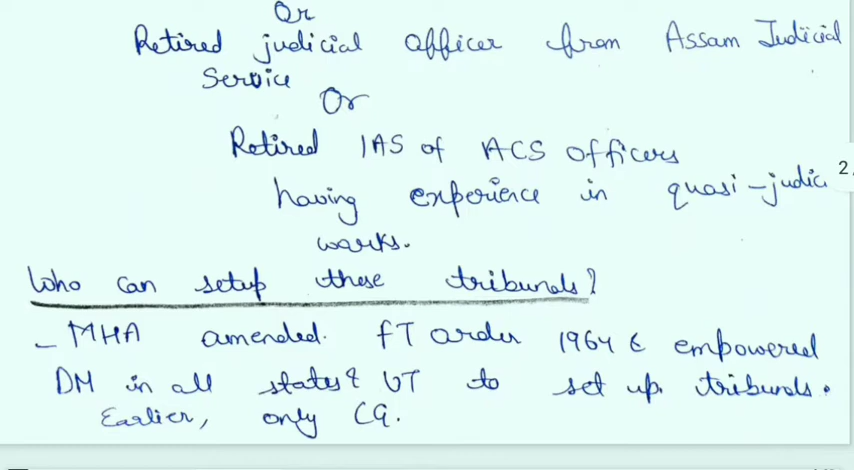 Or
Retired judicial officer from Assam Judicial
Service
Or
Retired IAS of ACS officers
having experience in quasi-judici
works.
Who can setup these tribunals?
- MHA amended FT order 1964 & empowered
DM in all states & UT to set up tribunals.
Earlier, only CG.